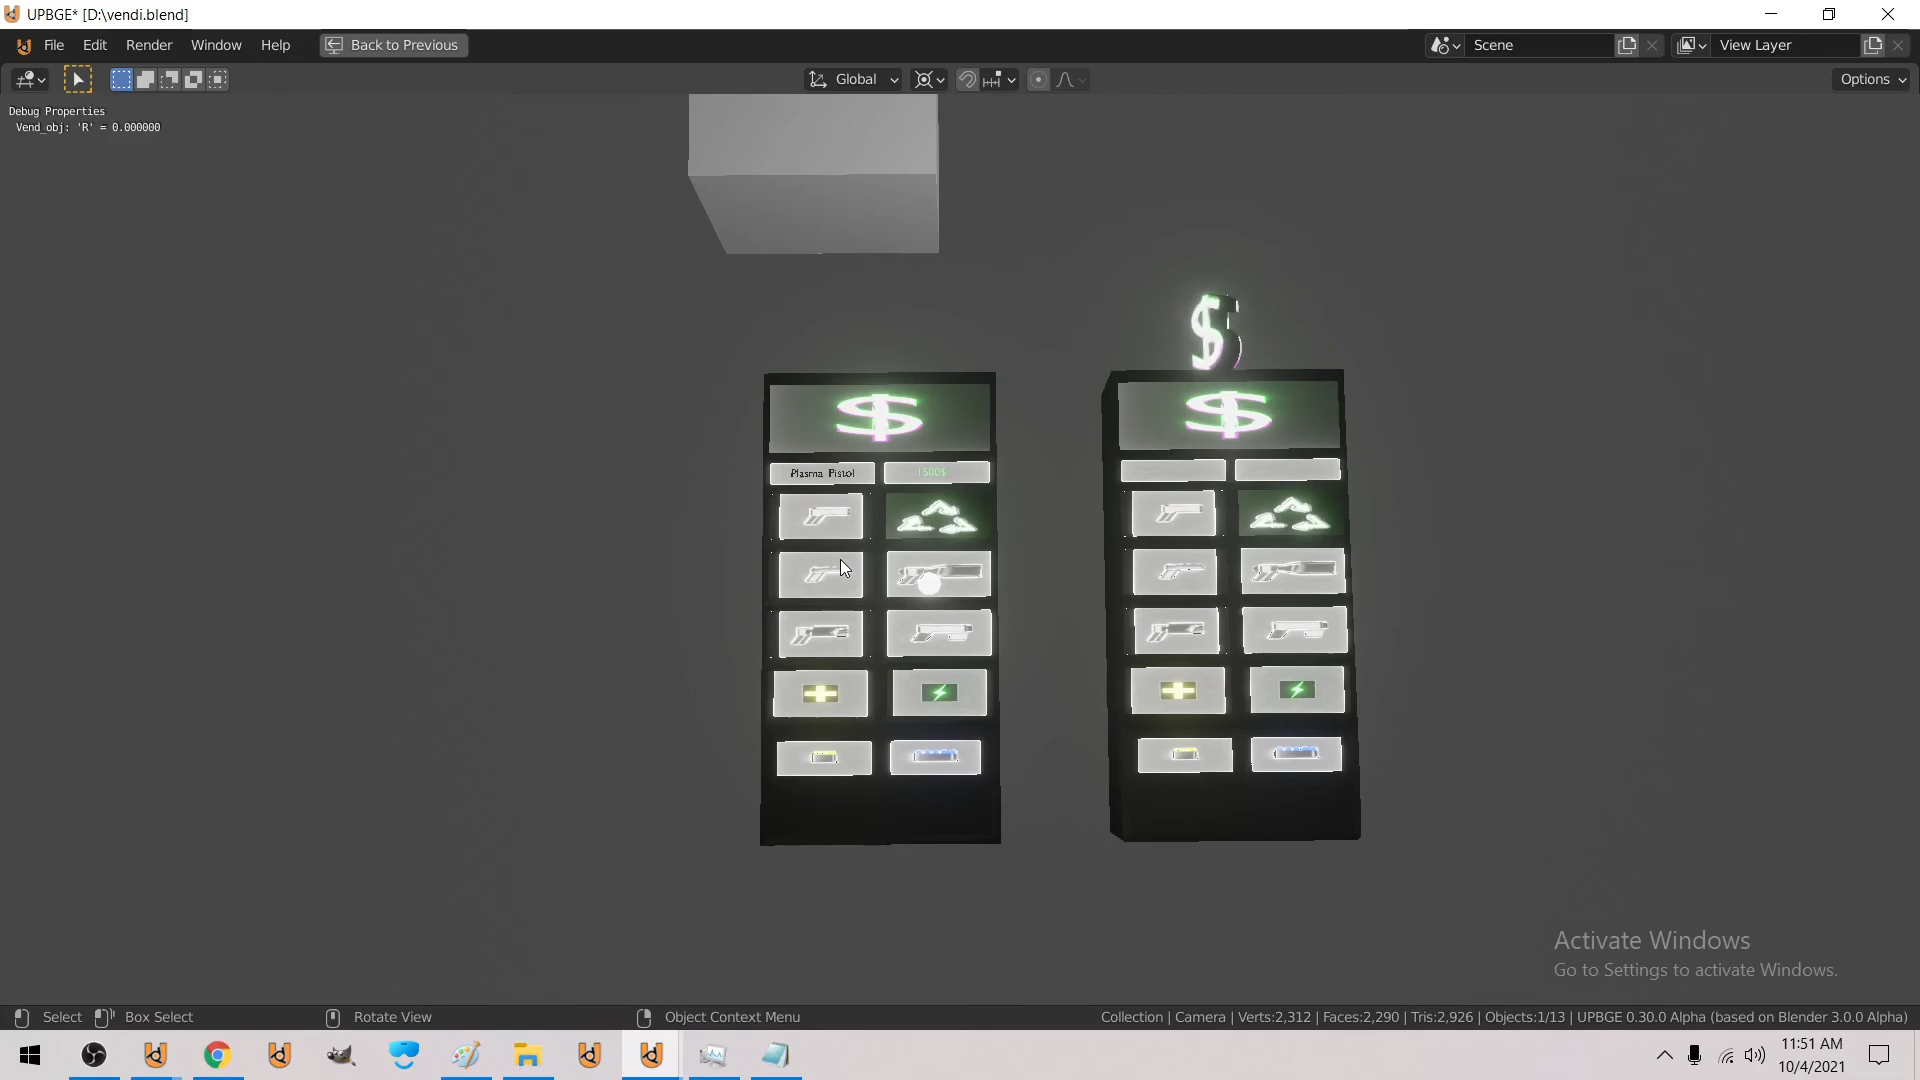 UPBGE* [D:\vendi.blend]
File Edit Render Window Help Back to Previous Scene View Layer
Global Options
Debug Properties
Vend_obj: 'R' = 0.000000
$
$ $
Plasma Pistol 1500$
Activate Windows
Go to Settings to activate Windows.
Select Box Select Rotate View Object Context Menu Collection | Camera | Verts:2,312 | Faces:2,290 | Tris:2,926 | Objects:1/13 | UPBGE 0.30.0 Alpha (based on Blender 3.0.0 Alpha)
11:51 AM
10/4/2021